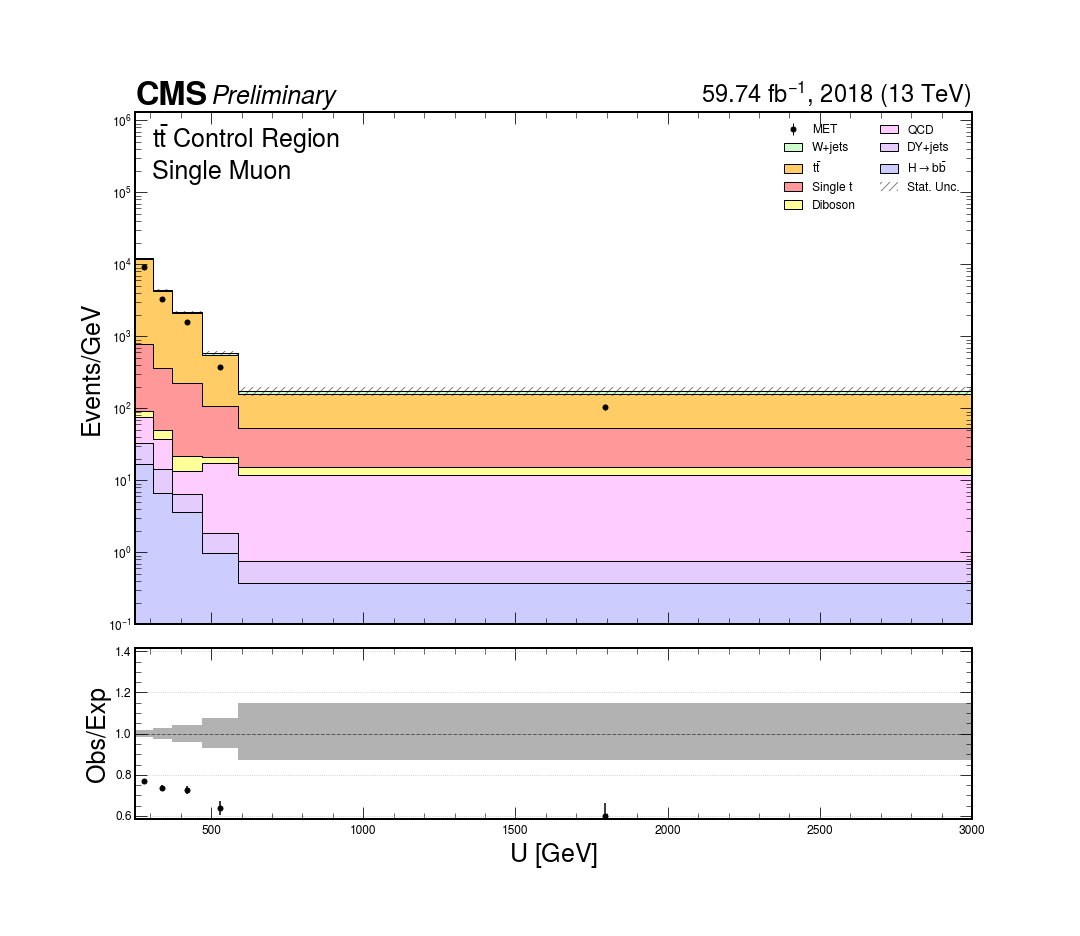 CMS Preliminary
59.74 fb⁻¹, 2018 (13 TeV)
tt̄ Control Region
Single Muon
MET
W+jets
tt̄
Single t
Diboson
QCD
DY+jets
H→bb̄
Stat. Unc.
Events/GeV
10⁶
10⁵
10⁴
10³
10²
10¹
10⁰
10⁻¹
Obs/Exp
1.4
1.2
1.0
0.8
0.6
500 1000 1500 2000 2500 3000
U [GeV]